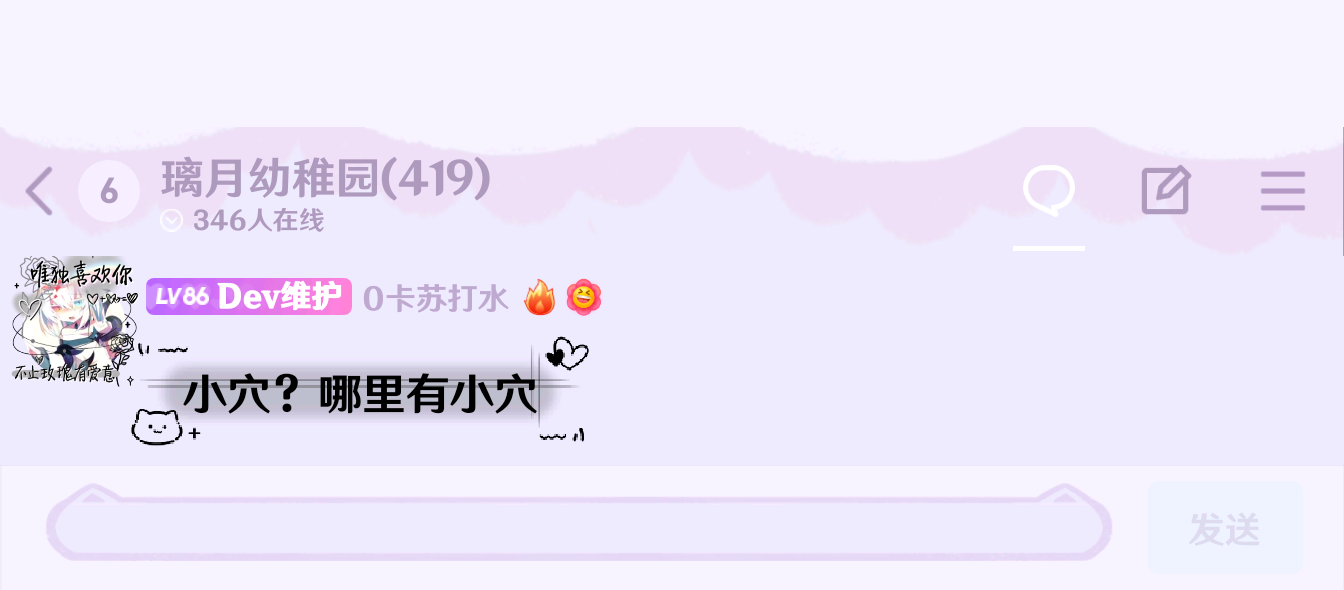 6
璃月幼稚园(419)
346人在线
唯独喜欢你
LV86 Dev维护 0卡苏打水
不止玫瑰有爱意
小穴？哪里有小穴
发送